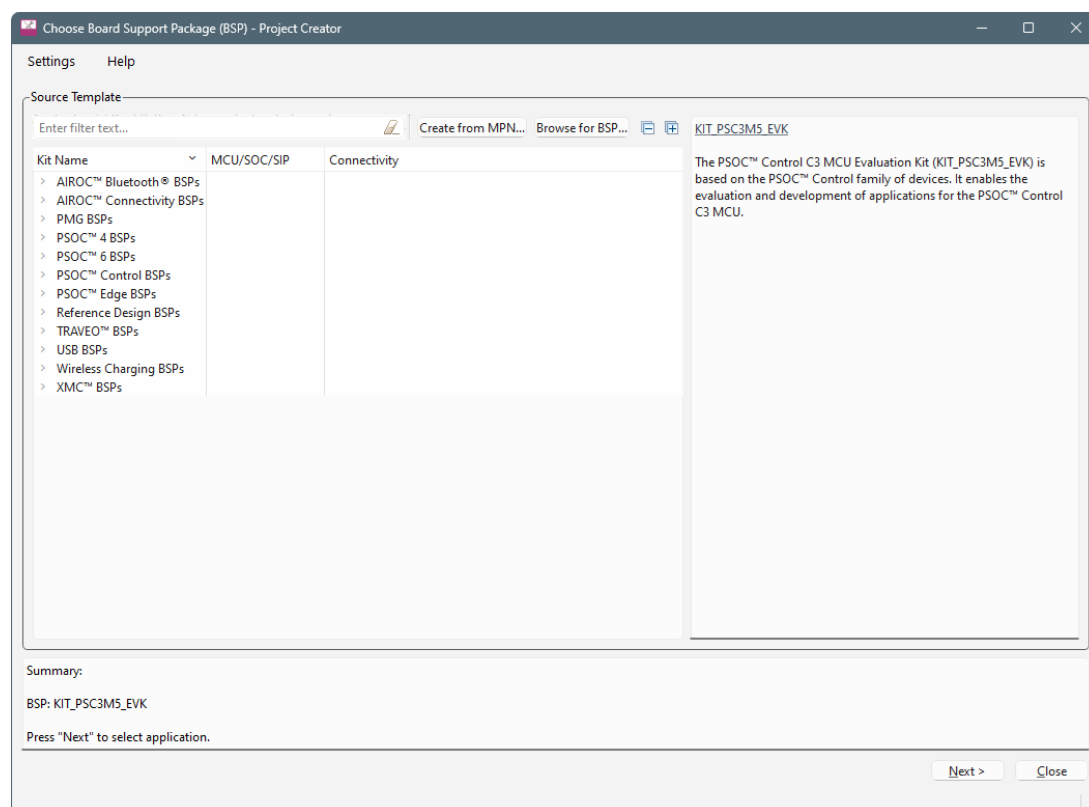 Choose Board Support Package (BSP) - Project Creator
Settings Help
Source Template
Enter filter text...
Create from MPN... Browse for BSP...
Kit Name MCU/SOC/SIP Connectivity
AIROC™ Bluetooth® BSPs
AIROC™ Connectivity BSPs
PMG BSPs
PSOC™ 4 BSPs
PSOC™ 6 BSPs
PSOC™ Control BSPs
PSOC™ Edge BSPs
Reference Design BSPs
TRAVEO™ BSPs
USB BSPs
Wireless Charging BSPs
XMC™ BSPs
KIT_PSC3M5_EVK
The PSOC™ Control C3 MCU Evaluation Kit (KIT_PSC3M5_EVK) is
based on the PSOC™ Control family of devices. It enables the
evaluation and development of applications for the PSOC™ Control
C3 MCU.
Summary:
BSP: KIT_PSC3M5_EVK
Press "Next" to select application.
Next > Close